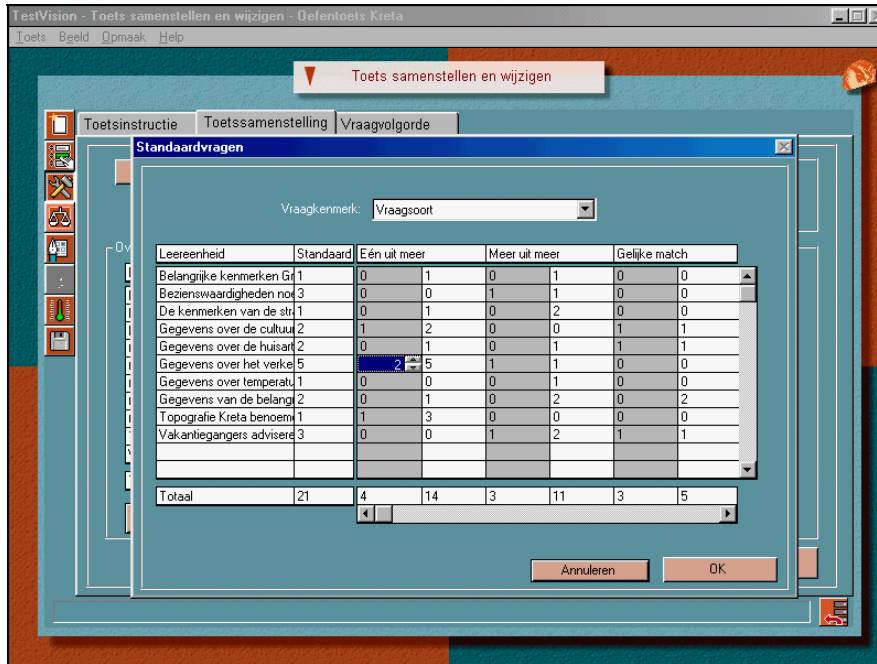 TestVision - Toets samenstellen en wijzigen - Oefentoets Kreta
Toets Beeld Opmaak Help
Toets samenstellen en wijzigen
Toetsinstructie Toetssamenstelling Vraagvolgorde
Standaardvragen
Vraagkenmerk: Vraagsoort
Ov
Leereenheid Standaard Eén uit meer Meer uit meer Gelijke match
Belangrijke kenmerken Gr 1 0 1 0 1 0 0
Bezienswaardigheden noe 3 0 0 1 1 0 0
De kenmerken van de stra 1 0 1 0 2 0 0
Gegevens over de cultuur 2 1 2 0 0 1 1
Gegevens over de huisart 2 0 1 0 1 1 1
Gegevens over het verke 5 2 5 1 1 0 0
Gegevens over temperatu 1 0 0 0 1 0 0
Gegevens van de belangr 2 0 1 0 2 0 2
Topografie Kreta benoeme 1 1 3 0 0 0 0
Vakantiegangers advisere 3 0 0 1 2 1 1
Totaal 21 4 14 3 11 3 5
Annuleren OK